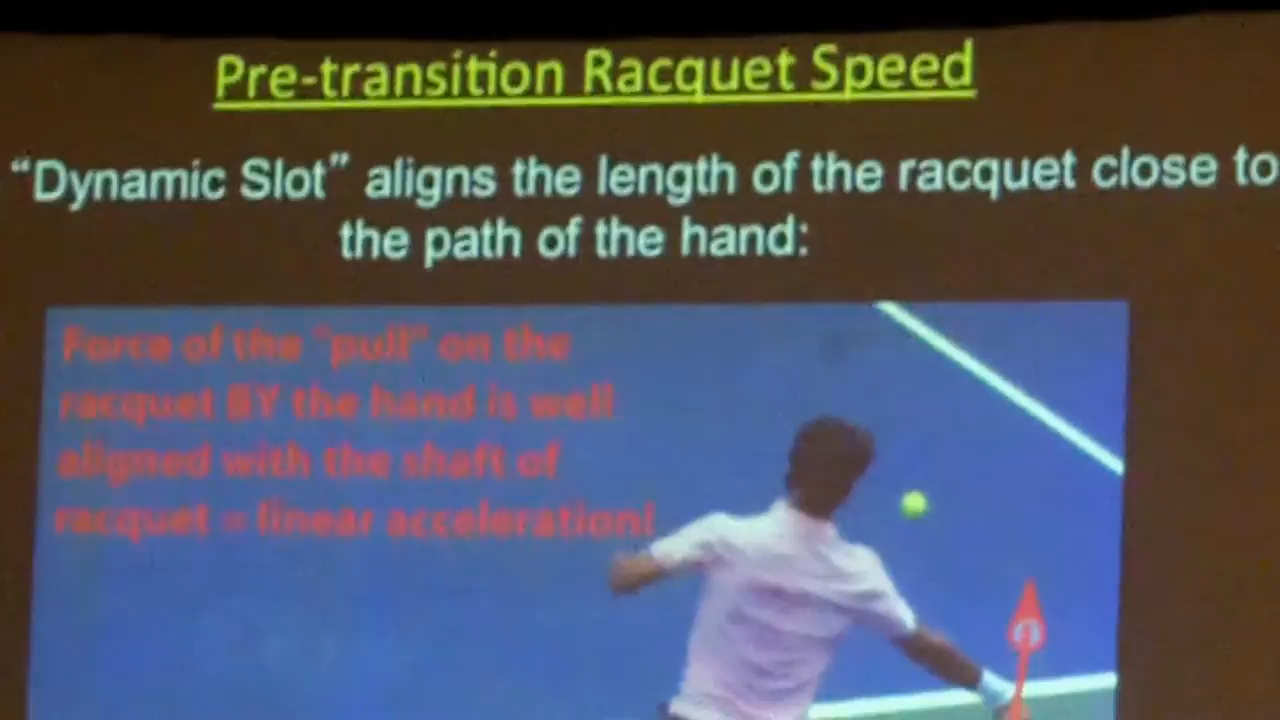 Pre-transition Racquet Speed
“Dynamic Slot” aligns the length of the racquet close to
the path of the hand:
Force of the "pull" on the
racquet BY the hand is well
aligned with the shaft of
racquet = linear acceleration!